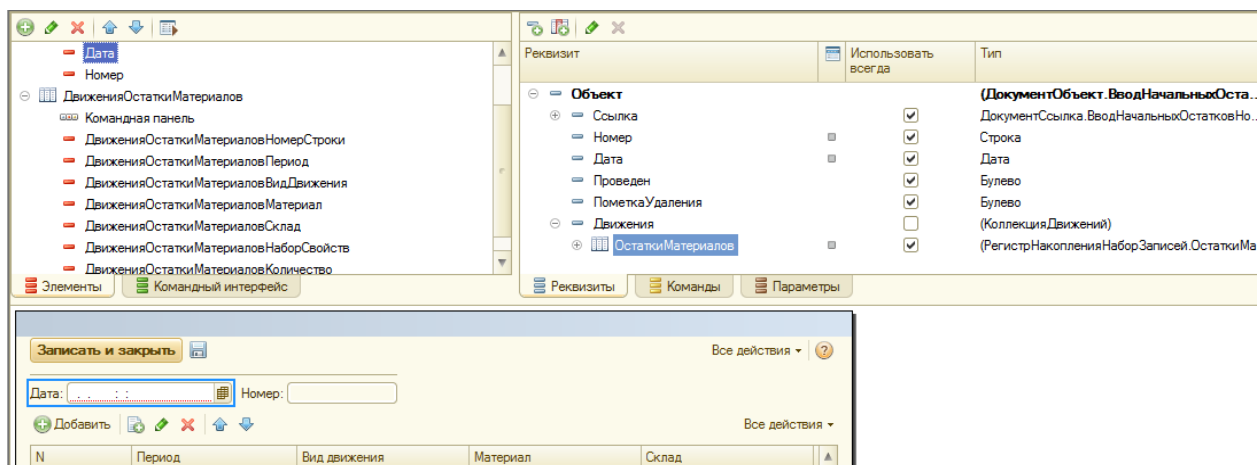 Дата
Номер
ДвиженияОстаткиМатериалов
Командная панель
ДвиженияОстаткиМатериаловНомерСтроки
ДвиженияОстаткиМатериаловПериод
ДвиженияОстаткиМатериаловВидДвижения
ДвиженияОстаткиМатериаловМатериал
ДвиженияОстаткиМатериаловСклад
ДвиженияОстаткиМатериаловНаборСвойств
ДвиженияОстаткиМатериаловКоличество
Элементы Командный интерфейс
Реквизит Использовать всегда Тип
Объект (ДокументОбъект.ВводНачальныхОста...
Ссылка ДокументСсылка.ВводНачальныхОстатковНо...
Номер Строка
Дата Дата
Проведен Булево
ПометкаУдаления Булево
Движения (КоллекцияДвижений)
ОстаткиМатериалов (РегистрНакопленияНаборЗаписей.ОстаткиМа
Реквизиты Команды Параметры
Записать и закрыть Все действия ?
Дата: . . : : Номер:
Добавить Все действия
N Период Вид движения Материал Склад